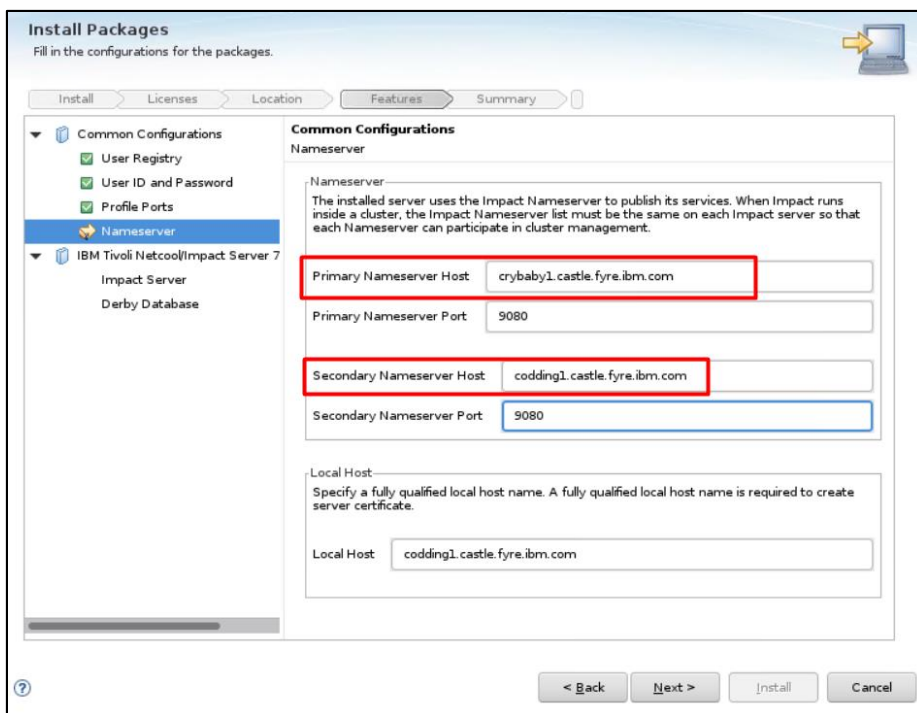 Install Packages
Fill in the configurations for the packages.
Install
Licenses
Location
Features
Summary
Common Configurations
User Registry
User ID and Password
Profile Ports
Nameserver
IBM Tivoli Netcool/Impact Server 7
Impact Server
Derby Database
Common Configurations
Nameserver
Nameserver
The installed server uses the Impact Nameserver to publish its services. When Impact runs
inside a cluster, the Impact Nameserver list must be the same on each Impact server so that
each Nameserver can participate in cluster management.
Primary Nameserver Host crybaby1.castle.fyre.ibm.com
Primary Nameserver Port 9080
Secondary Nameserver Host codding1.castle.fyre.ibm.com
Secondary Nameserver Port 9080
Local Host
Specify a fully qualified local host name. A fully qualified local host name is required to create
server certificate.
Local Host codding1.castle.fyre.ibm.com
?
< Back
Next >
Install
Cancel